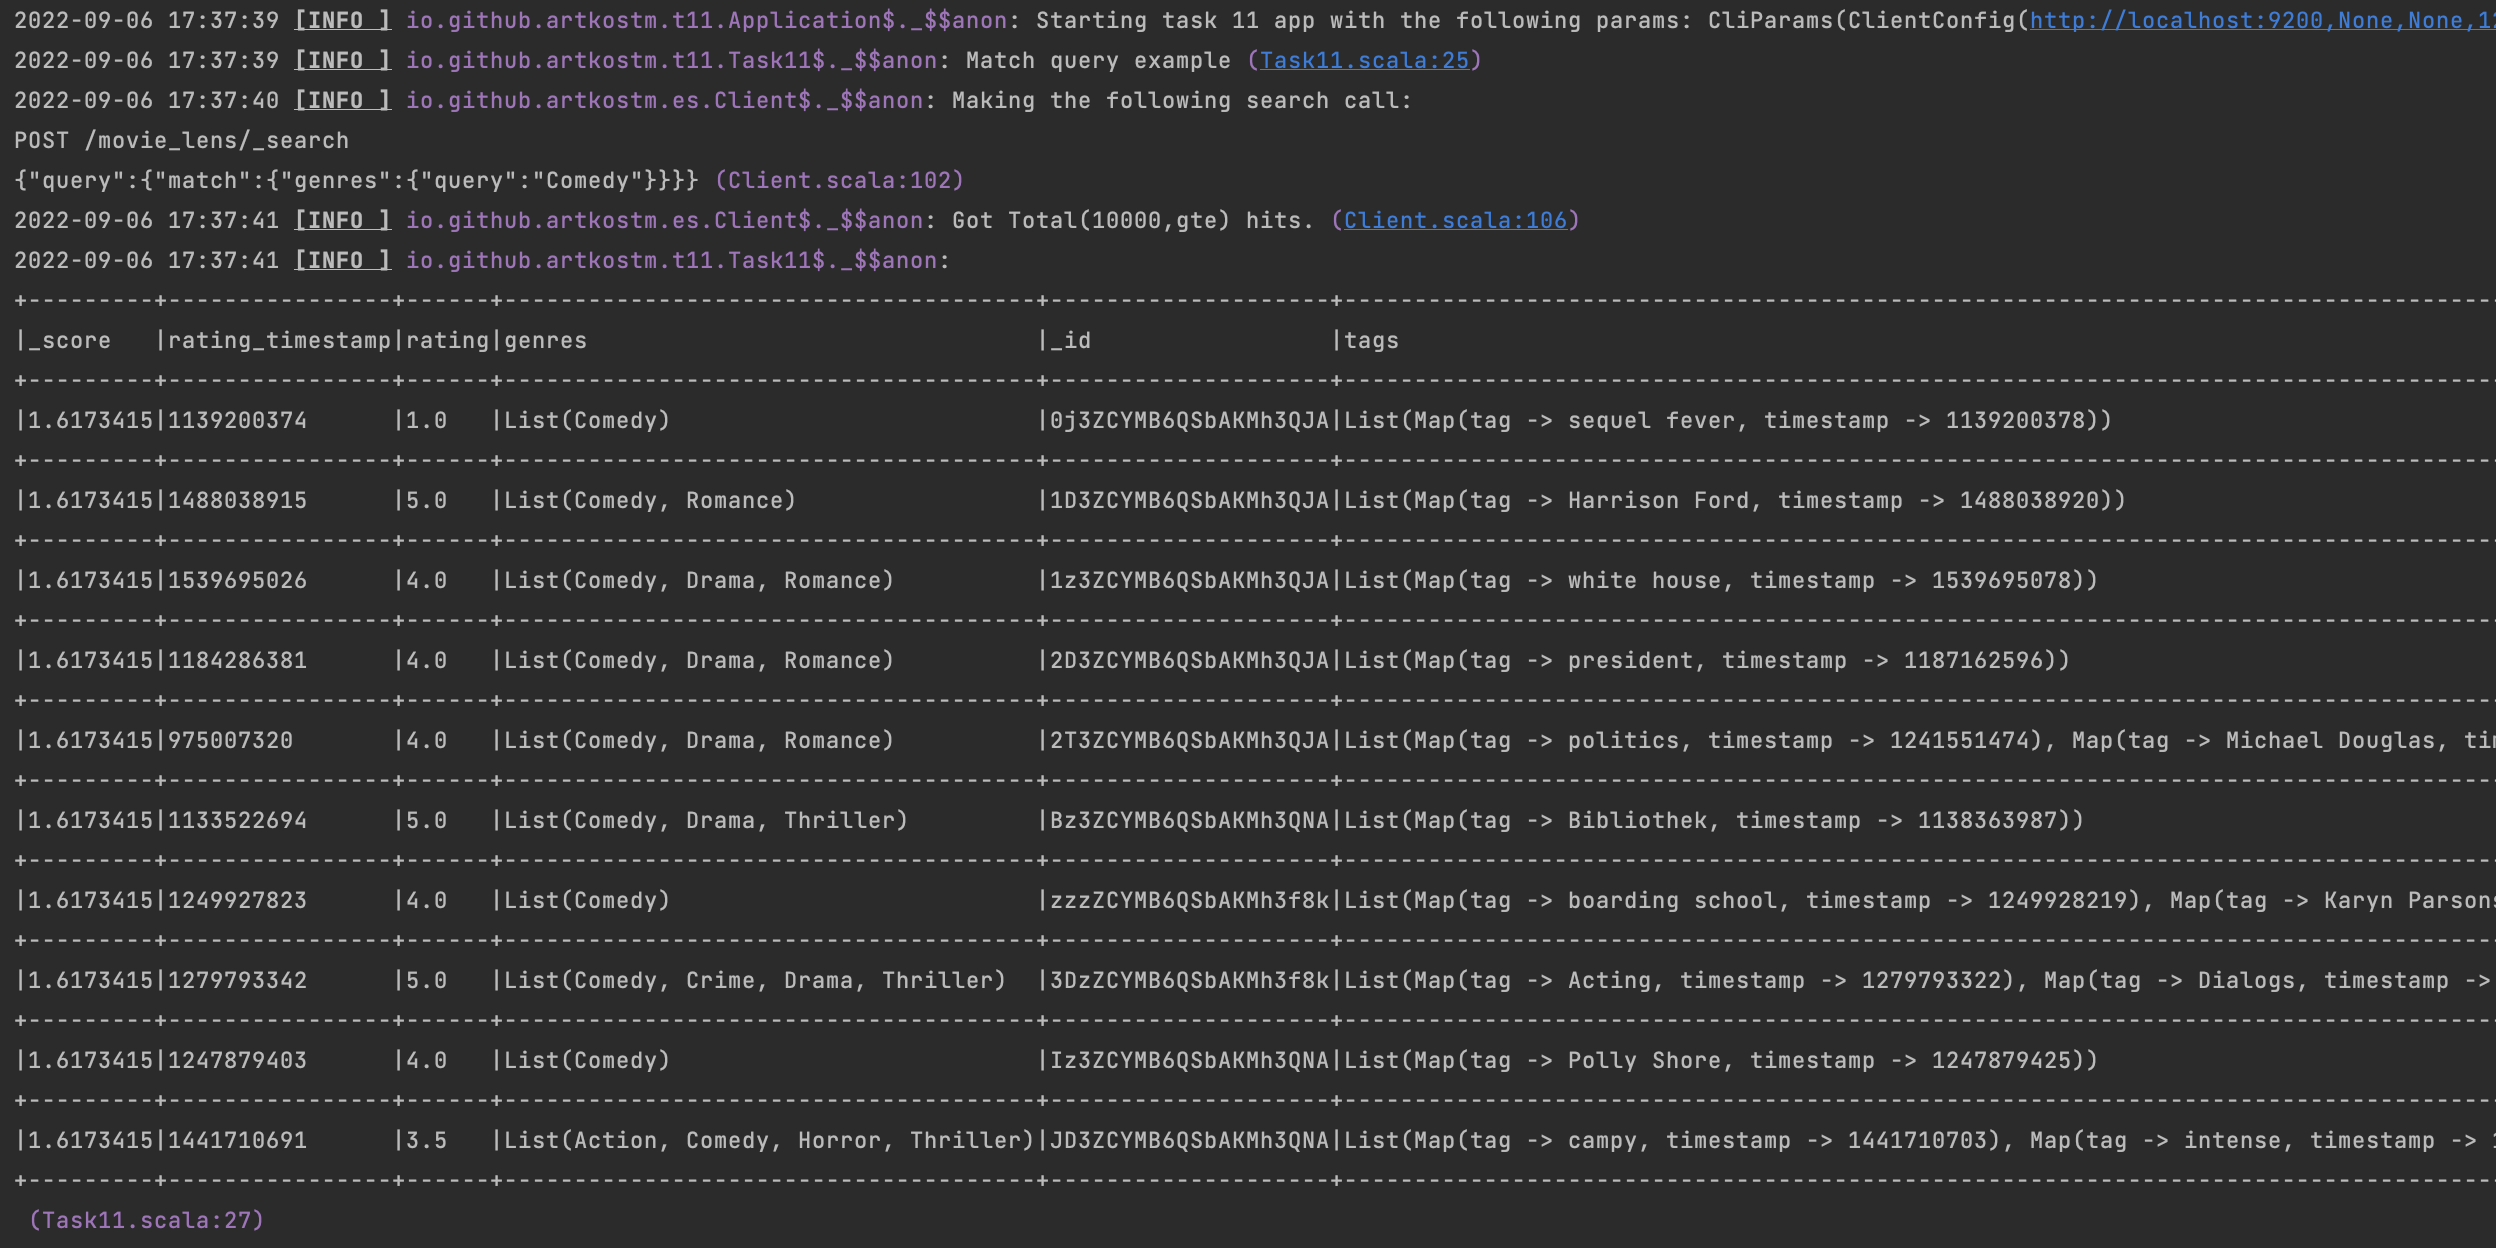 2022-09-06 17:37:39 [INFO ] io.github.artkostm.t11.Application$._$$anon: Starting task 11 app with the following params: CliParams(ClientConfig(http://localhost:9200,None,None,12
2022-09-06 17:37:39 [INFO ] io.github.artkostm.t11.Task11$._$$anon: Match query example (Task11.scala:25)
2022-09-06 17:37:40 [INFO ] io.github.artkostm.es.Client$._$$anon: Making the following search call:
POST /movie_lens/_search
{"query":{"match":{"genres":{"query":"Comedy"}}}} (Client.scala:102)
2022-09-06 17:37:41 [INFO ] io.github.artkostm.es.Client$._$$anon: Got Total(10000,gte) hits. (Client.scala:106)
2022-09-06 17:37:41 [INFO ] io.github.artkostm.t11.Task11$._$$anon:
|_score |rating_timestamp|rating|genres |_id |tags
|1.6173415|1139200374 |1.0 |List(Comedy) |0j3ZCYMB6QSbAKMh3QJA|List(Map(tag -> sequel fever, timestamp -> 1139200378))
|1.6173415|1488038915 |5.0 |List(Comedy, Romance) |1D3ZCYMB6QSbAKMh3QJA|List(Map(tag -> Harrison Ford, timestamp -> 1488038920))
|1.6173415|1539695026 |4.0 |List(Comedy, Drama, Romance) |1z3ZCYMB6QSbAKMh3QJA|List(Map(tag -> white house, timestamp -> 1539695078))
|1.6173415|1184286381 |4.0 |List(Comedy, Drama, Romance) |2D3ZCYMB6QSbAKMh3QJA|List(Map(tag -> president, timestamp -> 1187162596))
|1.6173415|975007320 |4.0 |List(Comedy, Drama, Romance) |2T3ZCYMB6QSbAKMh3QJA|List(Map(tag -> politics, timestamp -> 1241551474), Map(tag -> Michael Douglas,
|1.6173415|1133522694 |5.0 |List(Comedy, Drama, Thriller) |Bz3ZCYMB6QSbAKMh3QNA|List(Map(tag -> Bibliothek, timestamp -> 1138363987))
|1.6173415|1249927823 |4.0 |List(Comedy) |zzzZCYMB6QSbAKMh3f8k|List(Map(tag -> boarding school, timestamp -> 1249928219), Map(tag -> Karyn Parsons
|1.6173415|1279793342 |5.0 |List(Comedy, Crime, Drama, Thriller) |3DzZCYMB6QSbAKMh3f8k|List(Map(tag -> Acting, timestamp -> 1279793322), Map(tag -> Dialogs, timestamp ->
|1.6173415|1247879403 |4.0 |List(Comedy) |Iz3ZCYMB6QSbAKMh3QNA|List(Map(tag -> Polly Shore, timestamp -> 1247879425))
|1.6173415|1441710691 |3.5 |List(Action, Comedy, Horror, Thriller)|JD3ZCYMB6QSbAKMh3QNA|List(Map(tag -> campy, timestamp -> 1441710703), Map(tag -> intense, timestamp ->
(Task11.scala:27)